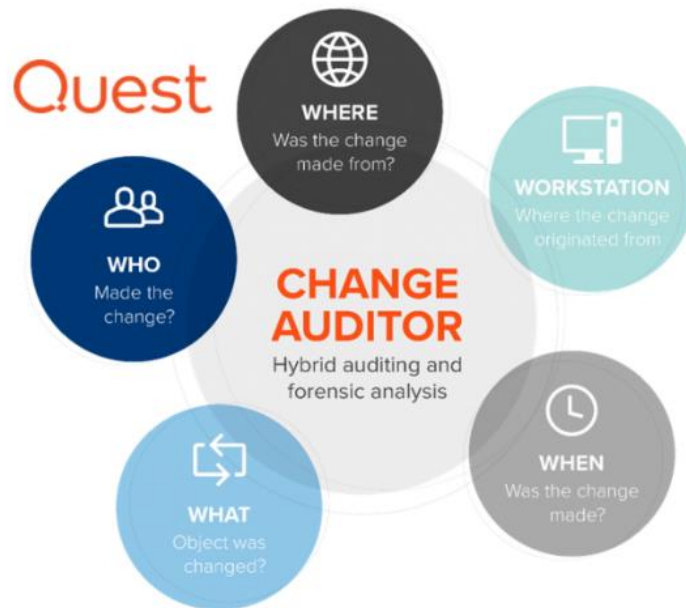 Quest
WHERE
Was the change
made from?
WORKSTATION
Where the change
originated from
WHO
Made the
change?
CHANGE
AUDITOR
Hybrid auditing and
forensic analysis
WHEN
Was the change
made?
WHAT
Object was
changed?